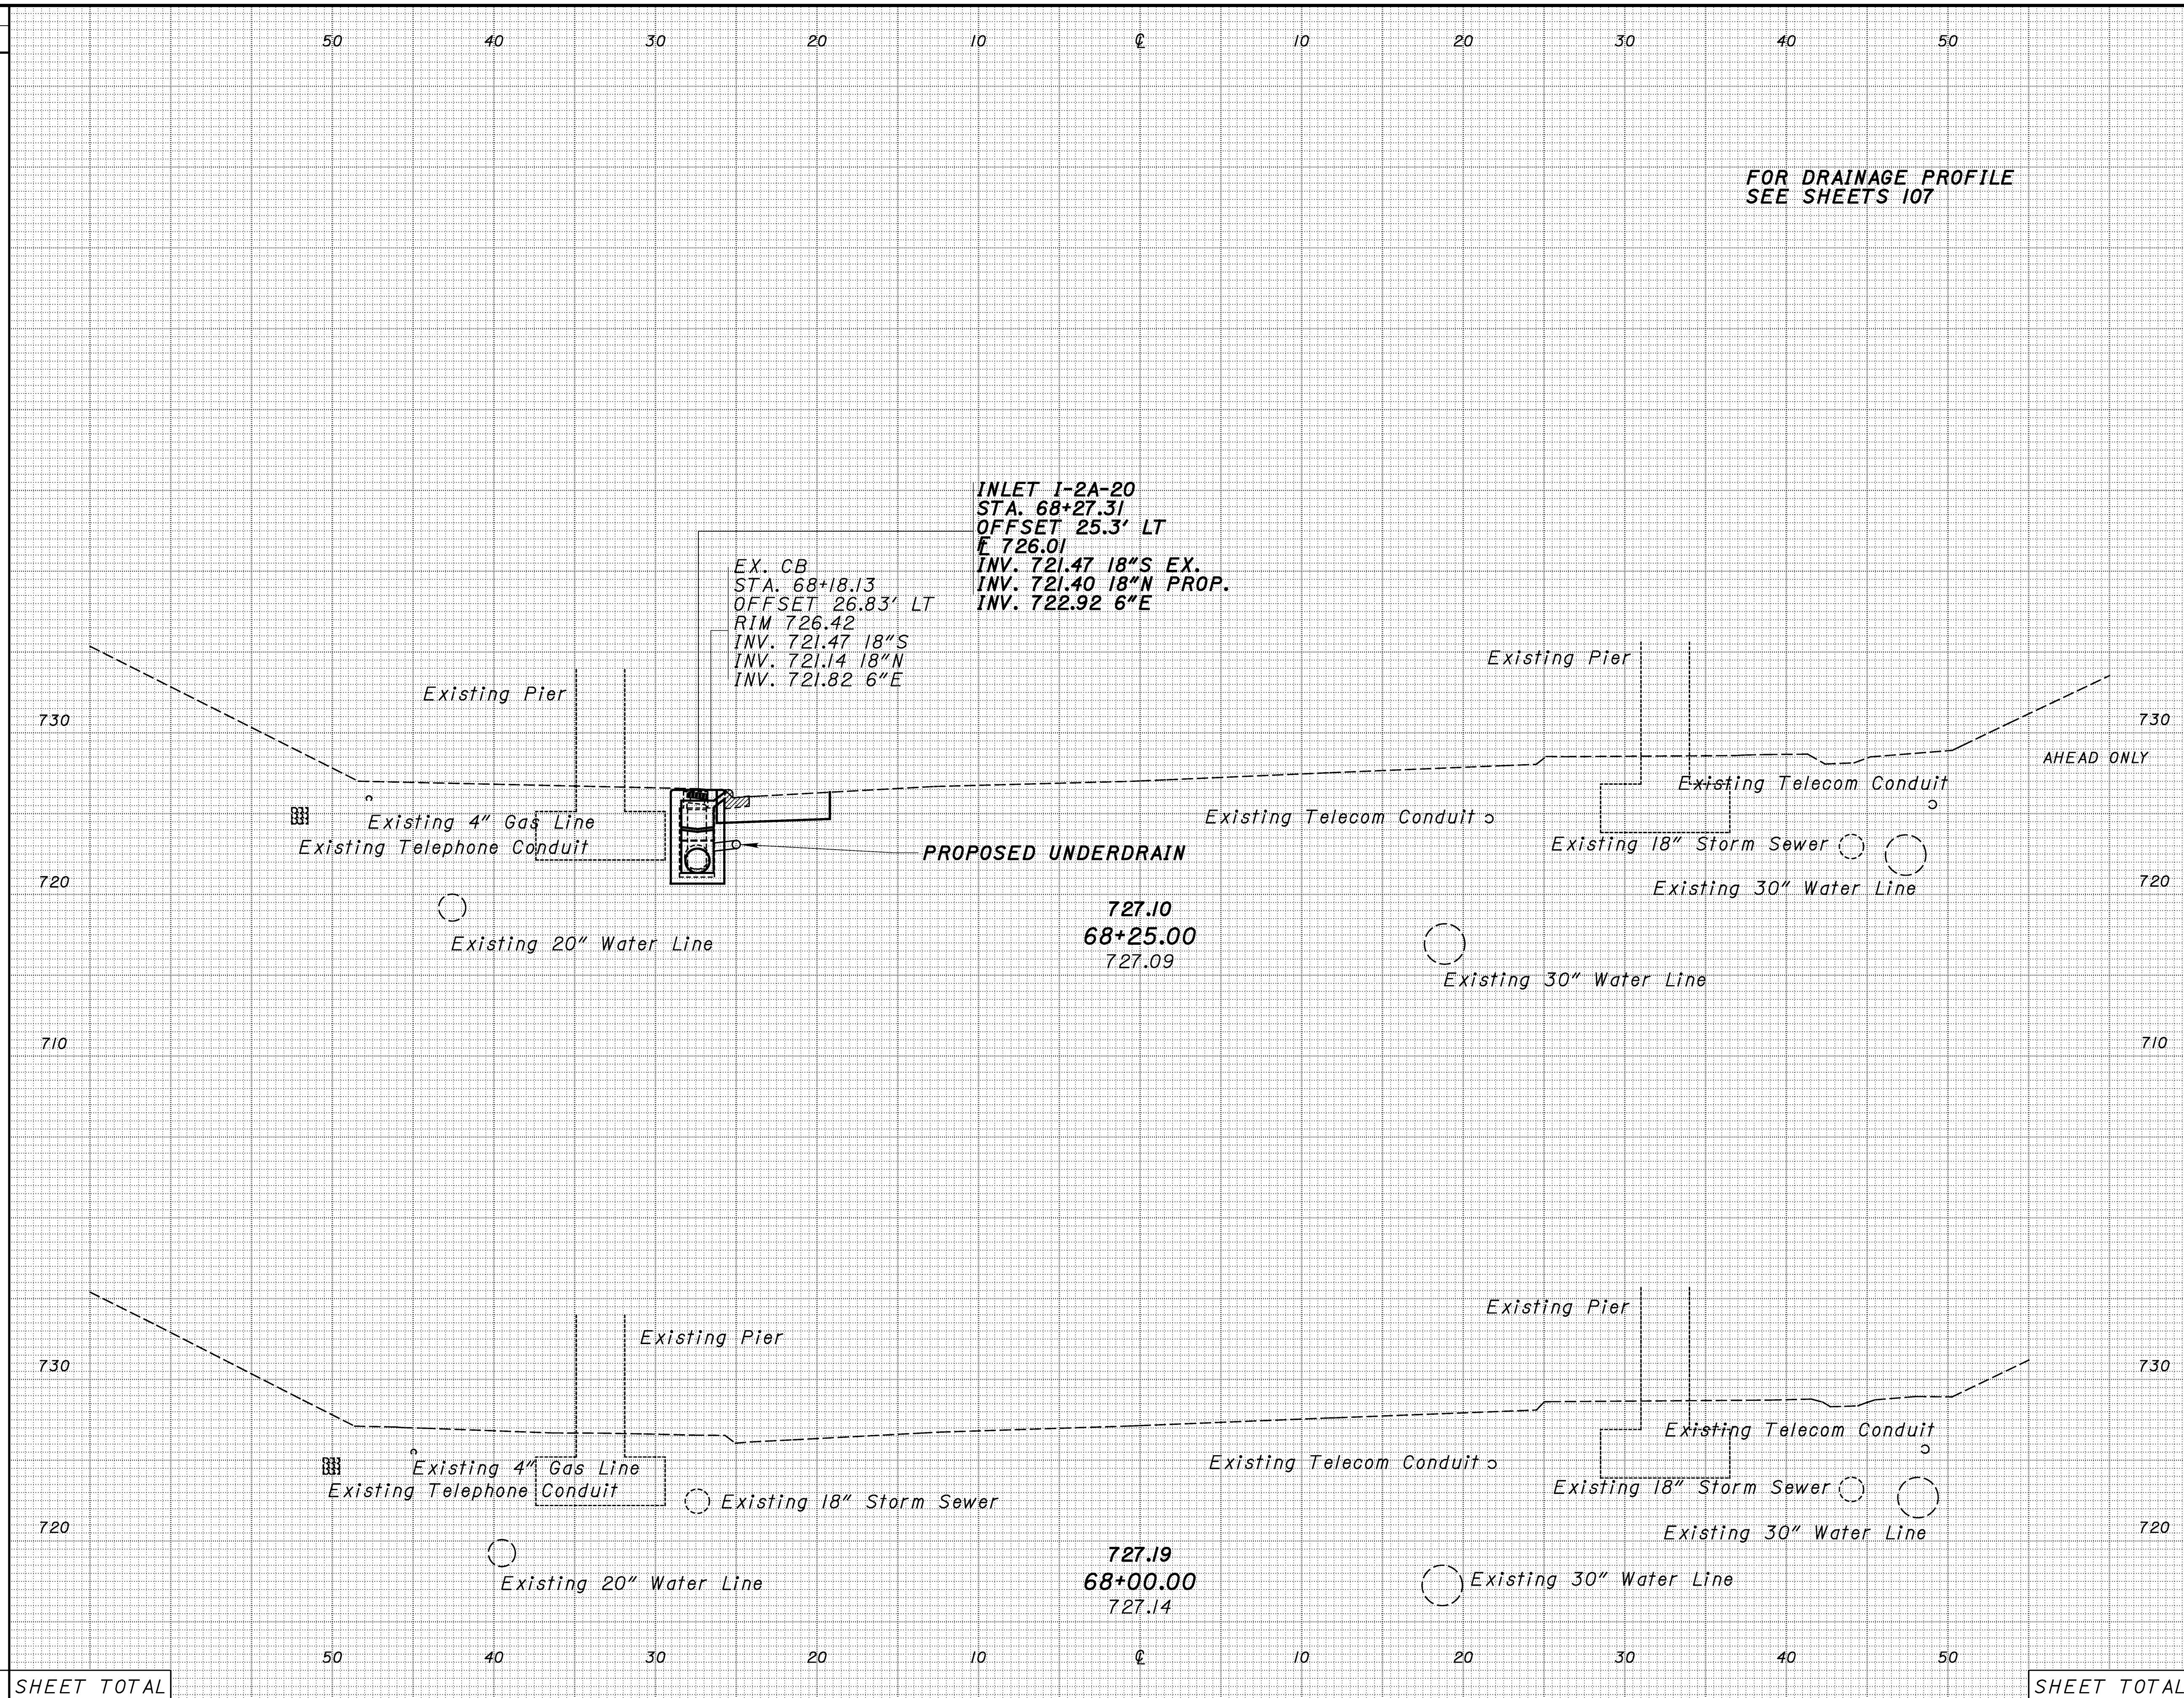 50 40 30 20 10 ℄ 10 20 30 40 50
FOR DRAINAGE PROFILE
SEE SHEETS 107
INLET I-2A-20
STA. 68+27.31
OFFSET 25.3' LT
726.01
INV. 721.47 18"S EX.
INV. 721.40 18"N PROP.
INV. 722.92 6"E
EX. CB
STA. 68+18.13
OFFSET 26.83' LT
RIM 726.42
INV. 721.47 18"S
INV. 721.14 18"N
INV. 721.82 6"E
Existing Pier
Existing Pier
730
730
AHEAD ONLY
Existing Telecom Conduit
Existing 4" Gas Line
Existing Telecom Conduit
Existing Telephone Conduit
PROPOSED UNDERDRAIN
Existing 18" Storm Sewer
720
Existing 30" Water Line
720
727.10
68+25.00
727.09
Existing 20" Water Line
Existing 30" Water Line
710
710
Existing Pier
Existing Pier
730
730
Existing Telecom Conduit
Existing 4" Gas Line
Existing Telecom Conduit
Existing Telephone Conduit
Existing 18" Storm Sewer
Existing 18" Storm Sewer
720
Existing 30" Water Line
720
727.19
68+00.00
727.14
Existing 20" Water Line
Existing 30" Water Line
50 40 30 20 10 ℄ 10 20 30 40 50
SHEET TOTAL
SHEET TOTAL